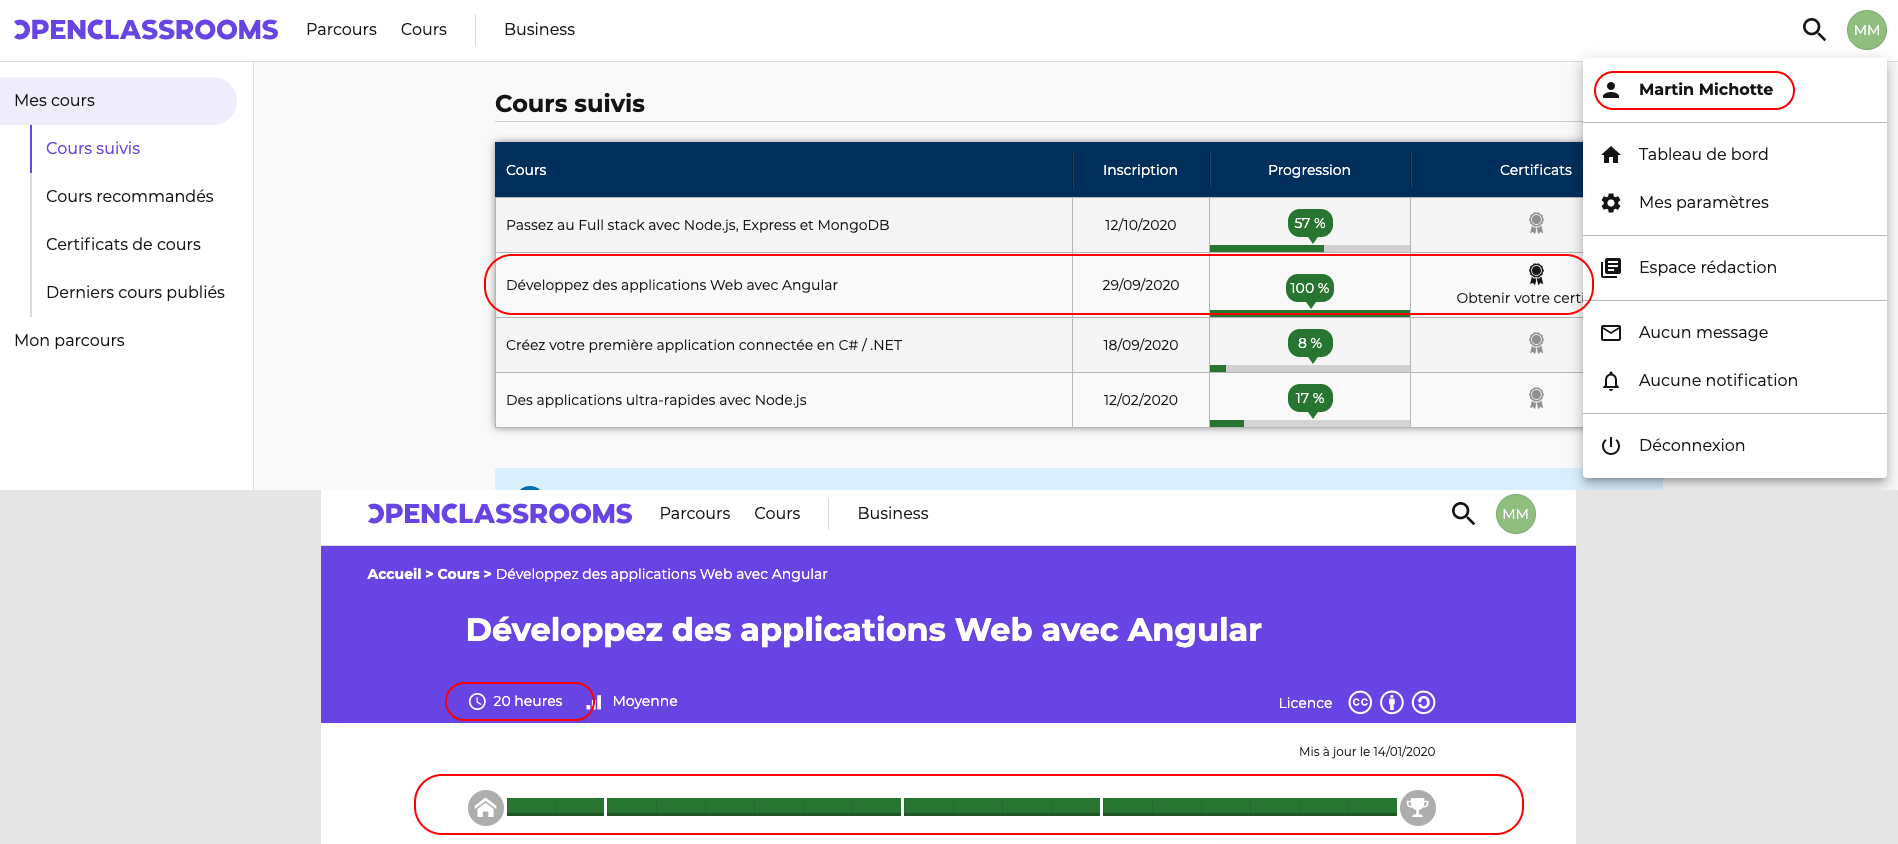 OPENCLASSROOMS Parcours Cours Business MM
Mes cours
Cours suivis
Cours recommandés
Certificats de cours
Derniers cours publiés
Mon parcours
Cours suivis
Cours Inscription Progression Certificats
Passez au Full stack avec Node.js, Express et MongoDB 12/10/2020 57 %
Développez des applications Web avec Angular 29/09/2020 100 % Obtenir votre certi
Créez votre première application connectée en C# / .NET 18/09/2020 8 %
Des applications ultra-rapides avec Node.js 12/02/2020 17 %
Martin Michotte
Tableau de bord
Mes paramètres
Espace rédaction
Aucun message
Aucune notification
Déconnexion
OPENCLASSROOMS Parcours Cours Business MM
Accueil > Cours > Développez des applications Web avec Angular
Développez des applications Web avec Angular
20 heures Moyenne Licence CC
Mis à jour le 14/01/2020